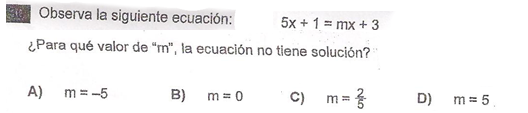 Observa la siguiente ecuación: 5x + 1 = mx + 3
¿Para qué valor de "m", la ecuación no tiene solución?
A) m = –5 B) m = 0 C) m = 2/5 D) m = 5